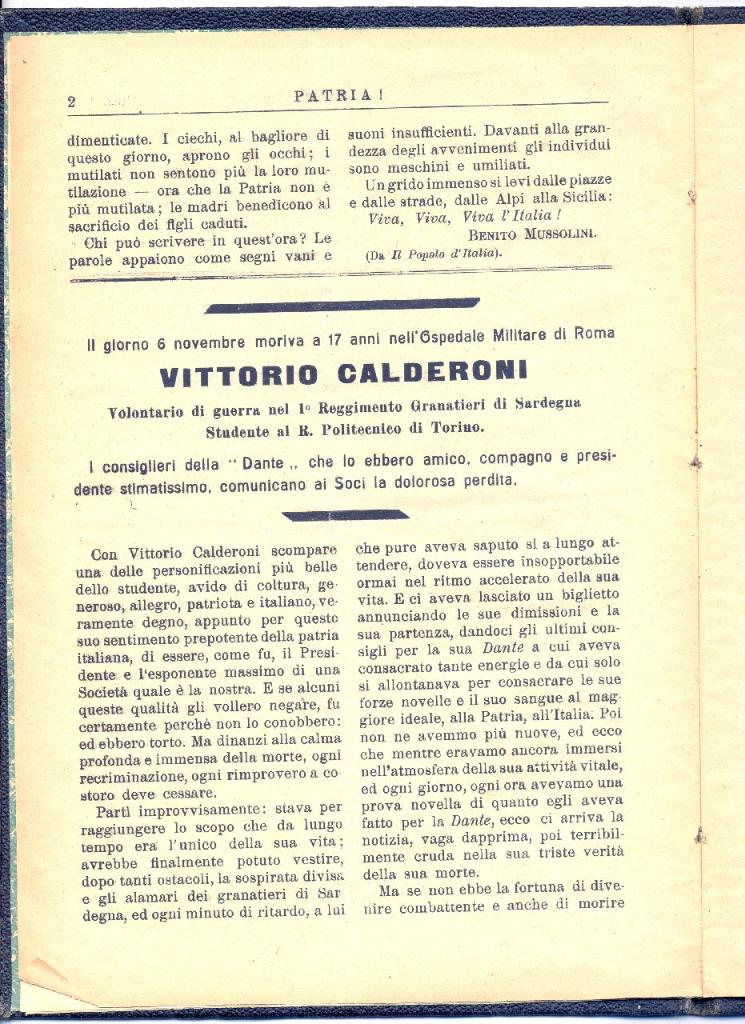 2
PATRIA!
dimenticate. I ciechi, al bagliore di
questo giorno, aprono gli occhi; i
mutilati non sentono più la loro mu-
tilazione — ora che la Patria non è
più mutilata; le madri benedicono al
sacrificio dei figli caduti.
Chi può scrivere in quest'ora? Le
parole appaiono come segni vani e
suoni insufficienti. Davanti alla gran-
dezza degli avvenimenti gli individui
sono meschini e umiliati.
Un grido immenso si levi dalle piazze
e dalle strade, dalle Alpi alla Sicilia:
Viva, Viva, Viva l'Italia!
BENITO MUSSOLINI.
(Da Il Popolo d'Italia).
Il giorno 6 novembre moriva a 17 anni nell'Ospedale Militare di Roma
VITTORIO CALDERONI
Volontario di guerra nel 1º Reggimento Granatieri di Sardegna
Studente al R. Politecnico di Torino.
I consiglieri della "Dante„ che lo ebbero amico, compagno e presi-
dente stimatissimo, comunicano ai Soci la dolorosa perdita.
Con Vittorio Calderoni scompare
una delle personificazioni più belle
dello studente, avido di coltura, ge-
neroso, allegro, patriota e italiano, ve-
ramente degno, appunto per questo
suo sentimento prepotente della patria
italiana, di essere, come fu, il Presi-
dente e l'esponente massimo di una
Società quale è la nostra. E se alcuni
queste qualità gli vollero negare, fu
certamente perchè non lo conobbero:
ed ebbero torto. Ma dinanzi alla calma
profonda e immensa della morte, ogni
recriminazione, ogni rimprovero a co-
storo deve cessare.
Partì improvvisamente: stava per
raggiungere lo scopo che da lungo
tempo era l'unico della sua vita;
avrebbe finalmente potuto vestire,
dopo tanti ostacoli, la sospirata divisa
e gli alamari dei granatieri di Sar
degna, ed ogni minuto di ritardo, a lui
che pure aveva saputo sì a lungo at-
tendere, doveva essere insopportabile
ormai nel ritmo accelerato della sua
vita. E ci aveva lasciato un biglietto
annunciando le sue dimissioni e la
sua partenza, dandoci gli ultimi con-
sigli per la sua Dante a cui aveva
consacrato tante energie e da cui solo
si allontanava per consacrare le sue
forze novelle e il suo sangue al mag-
giore ideale, alla Patria, all'Italia. Poi
non ne avemmo più nuove, ed ecco
che mentre eravamo ancora immersi
nell'atmosfera della sua attività vitale,
ed ogni giorno, ogni ora avevamo una
prova novella di quanto egli aveva
fatto per la Dante, ecco ci arriva la
notizia, vaga dapprima, poi terribil-
mente cruda nella sua triste verità
della sua morte.
Ma se non ebbe la fortuna di dive-
nire combattente e anche di morire